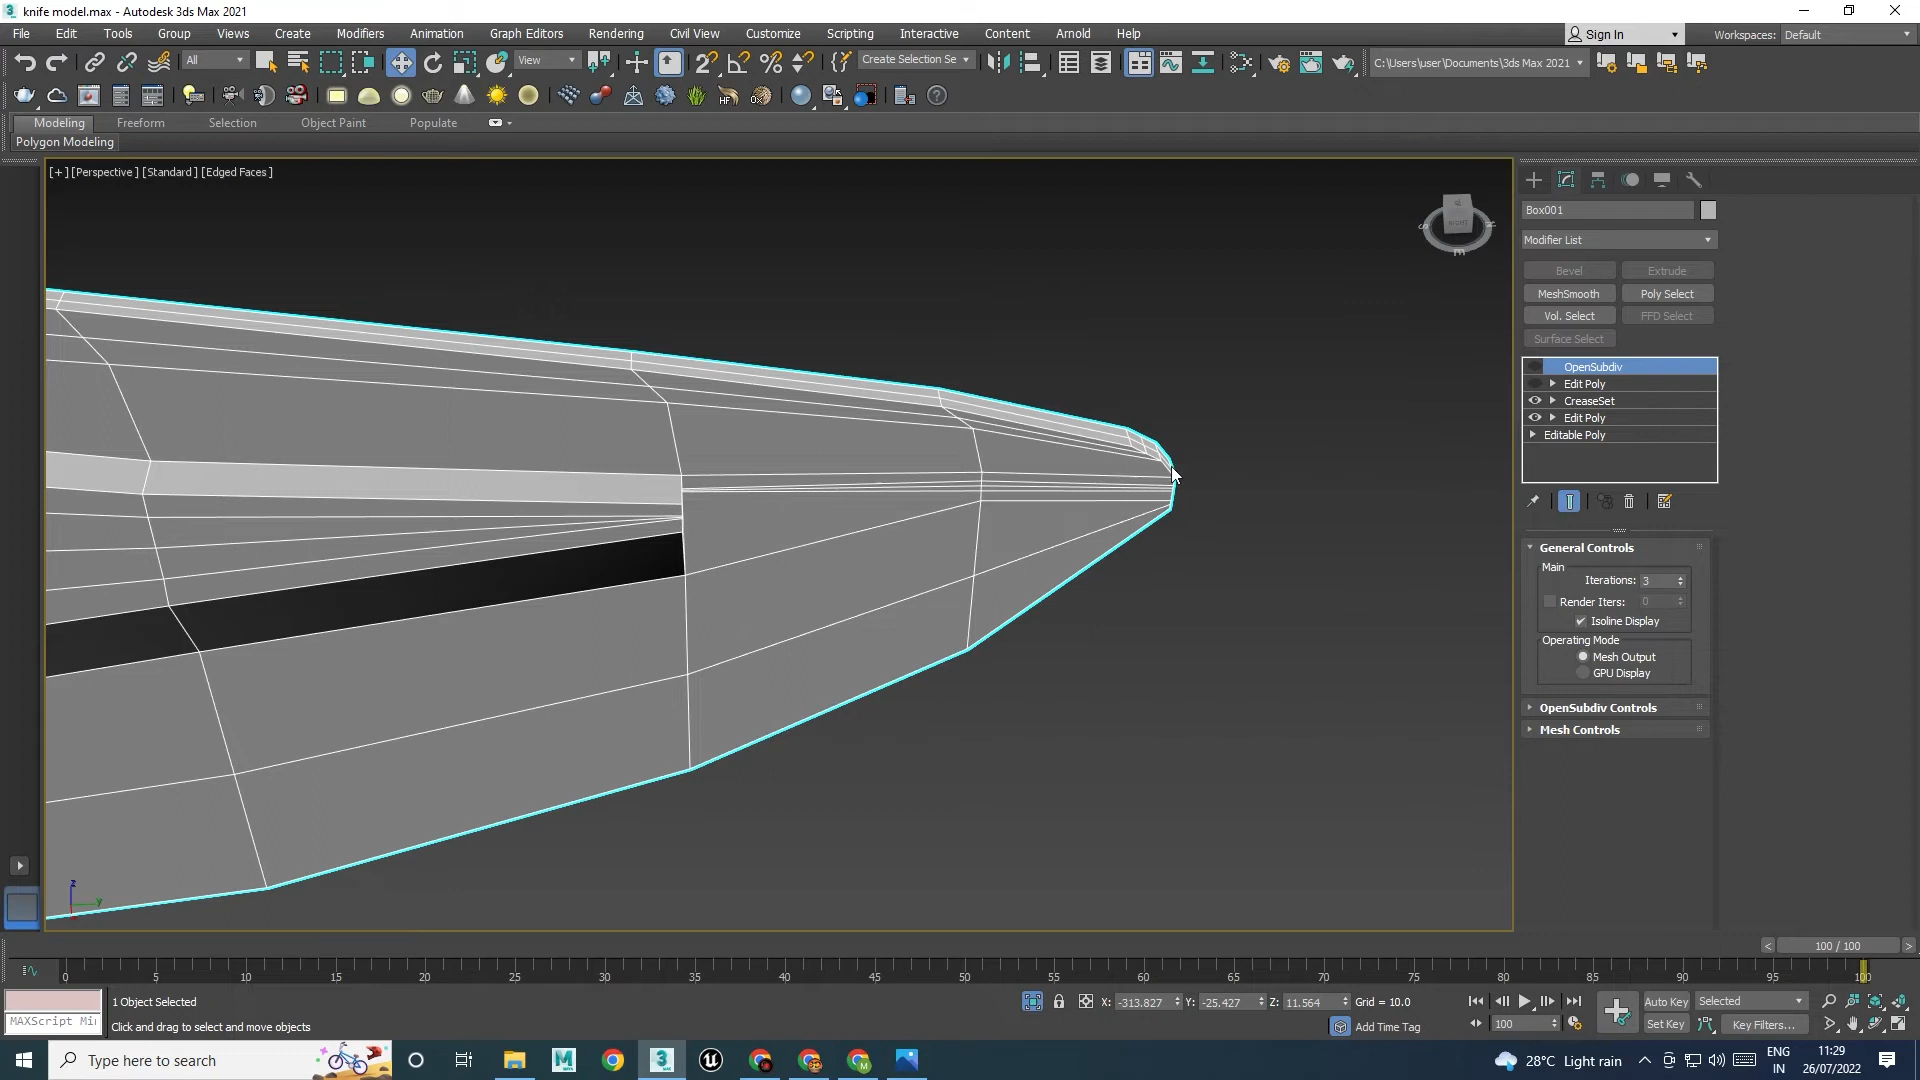 knife model.max - Autodesk 3ds Max 2021
File Edit Tools Group Views Create Modifiers Animation Graph Editors Rendering Civil View Customize Scripting Interactive Content Arnold Help
Sign In
Workspaces: Default
All View Create Selection Se C:\Users\user\Documents\3ds Max 2021
Modeling Freeform Selection Object Paint Populate
Polygon Modeling
[+] [Perspective] [Standard] [Edged Faces]
Box001
Modifier List
Bevel Extrude
MeshSmooth Poly Select
Vol. Select FFD Select
Surface Select
OpenSubdiv
Edit Poly
CreaseSet
Edit Poly
Editable Poly
General Controls
Main
Iterations: 3
Render Iters: 0
Isoline Display
Operating Mode
Mesh Output
GPU Display
OpenSubdiv Controls
Mesh Controls
RIGHT
z
y
< 100 / 100 >
0 5 10 15 20 25 30 35 40 45 50 55 60 65 70 75 80 85 90 95 100
1 Object Selected
X: -313.827 Y: -25.427 Z: 11.564 Grid = 10.0
Auto Key Selected
MAXScript Mi
Click and drag to select and move objects
Add Time Tag
100
Set Key Key Filters...
Type here to search
28°C Light rain
ENG
IN
11:29
26/07/2022